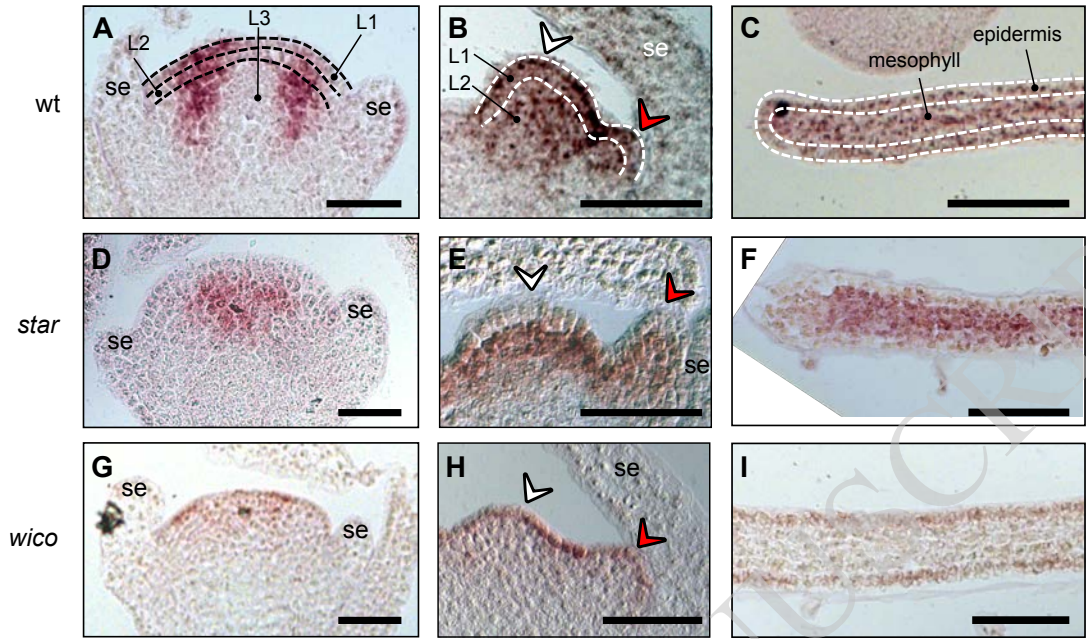 A
L2
L3
L1
se
se
wt
B
L1
L2
se
C
mesophyll
epidermis
D
se
se
star
E
se
F
G
se
se
wico
H
se
I